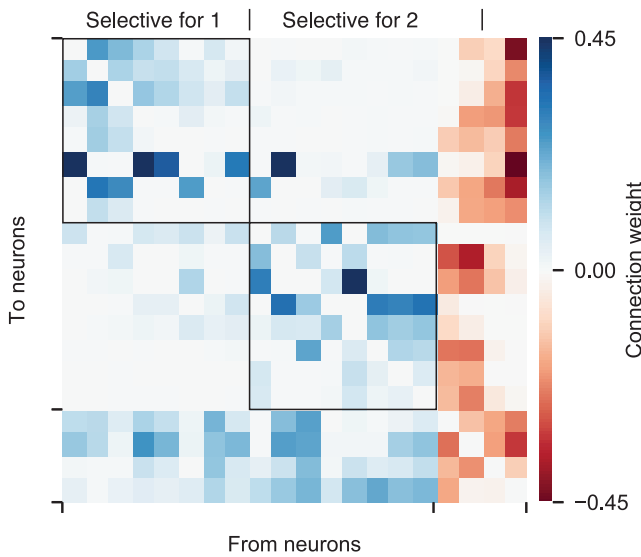 Selective for 1
Selective for 2
0.45
0.00
−0.45
Connection weight
To neurons
From neurons